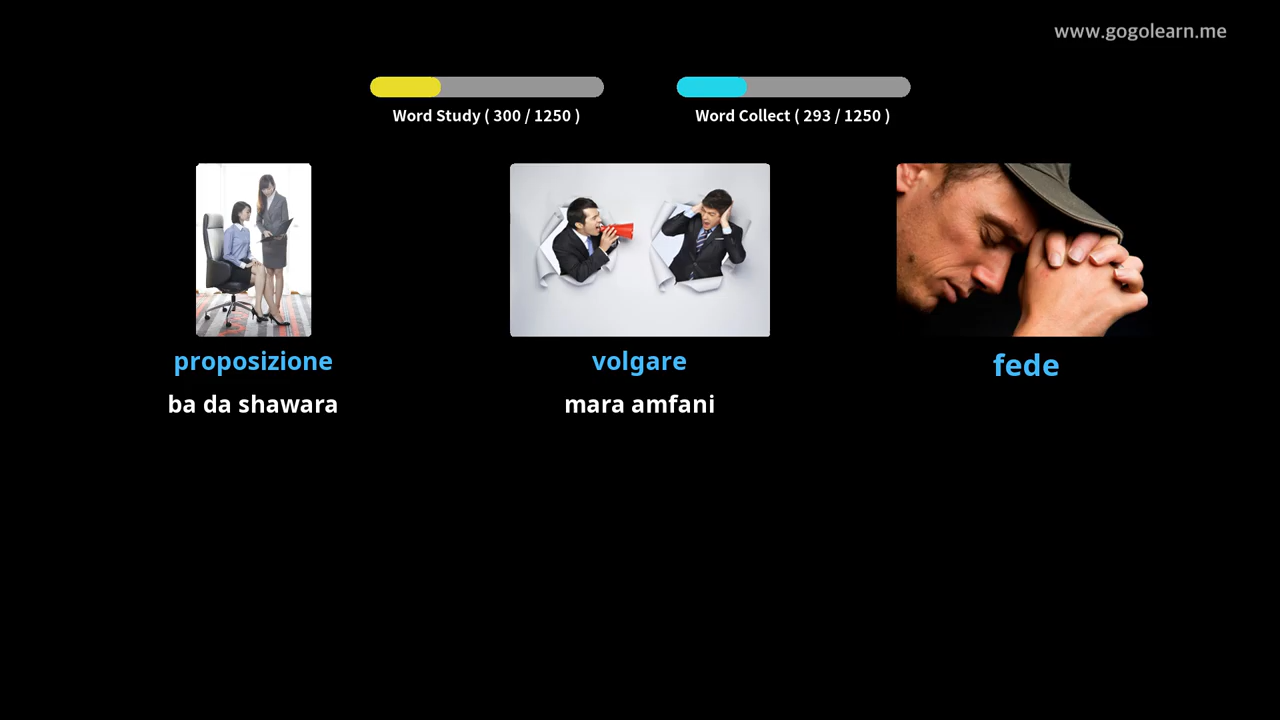 www.gogolearn.me
Word Study ( 300 / 1250 )
Word Collect ( 293 / 1250 )
proposizione
volgare
fede
ba da shawara
mara amfani